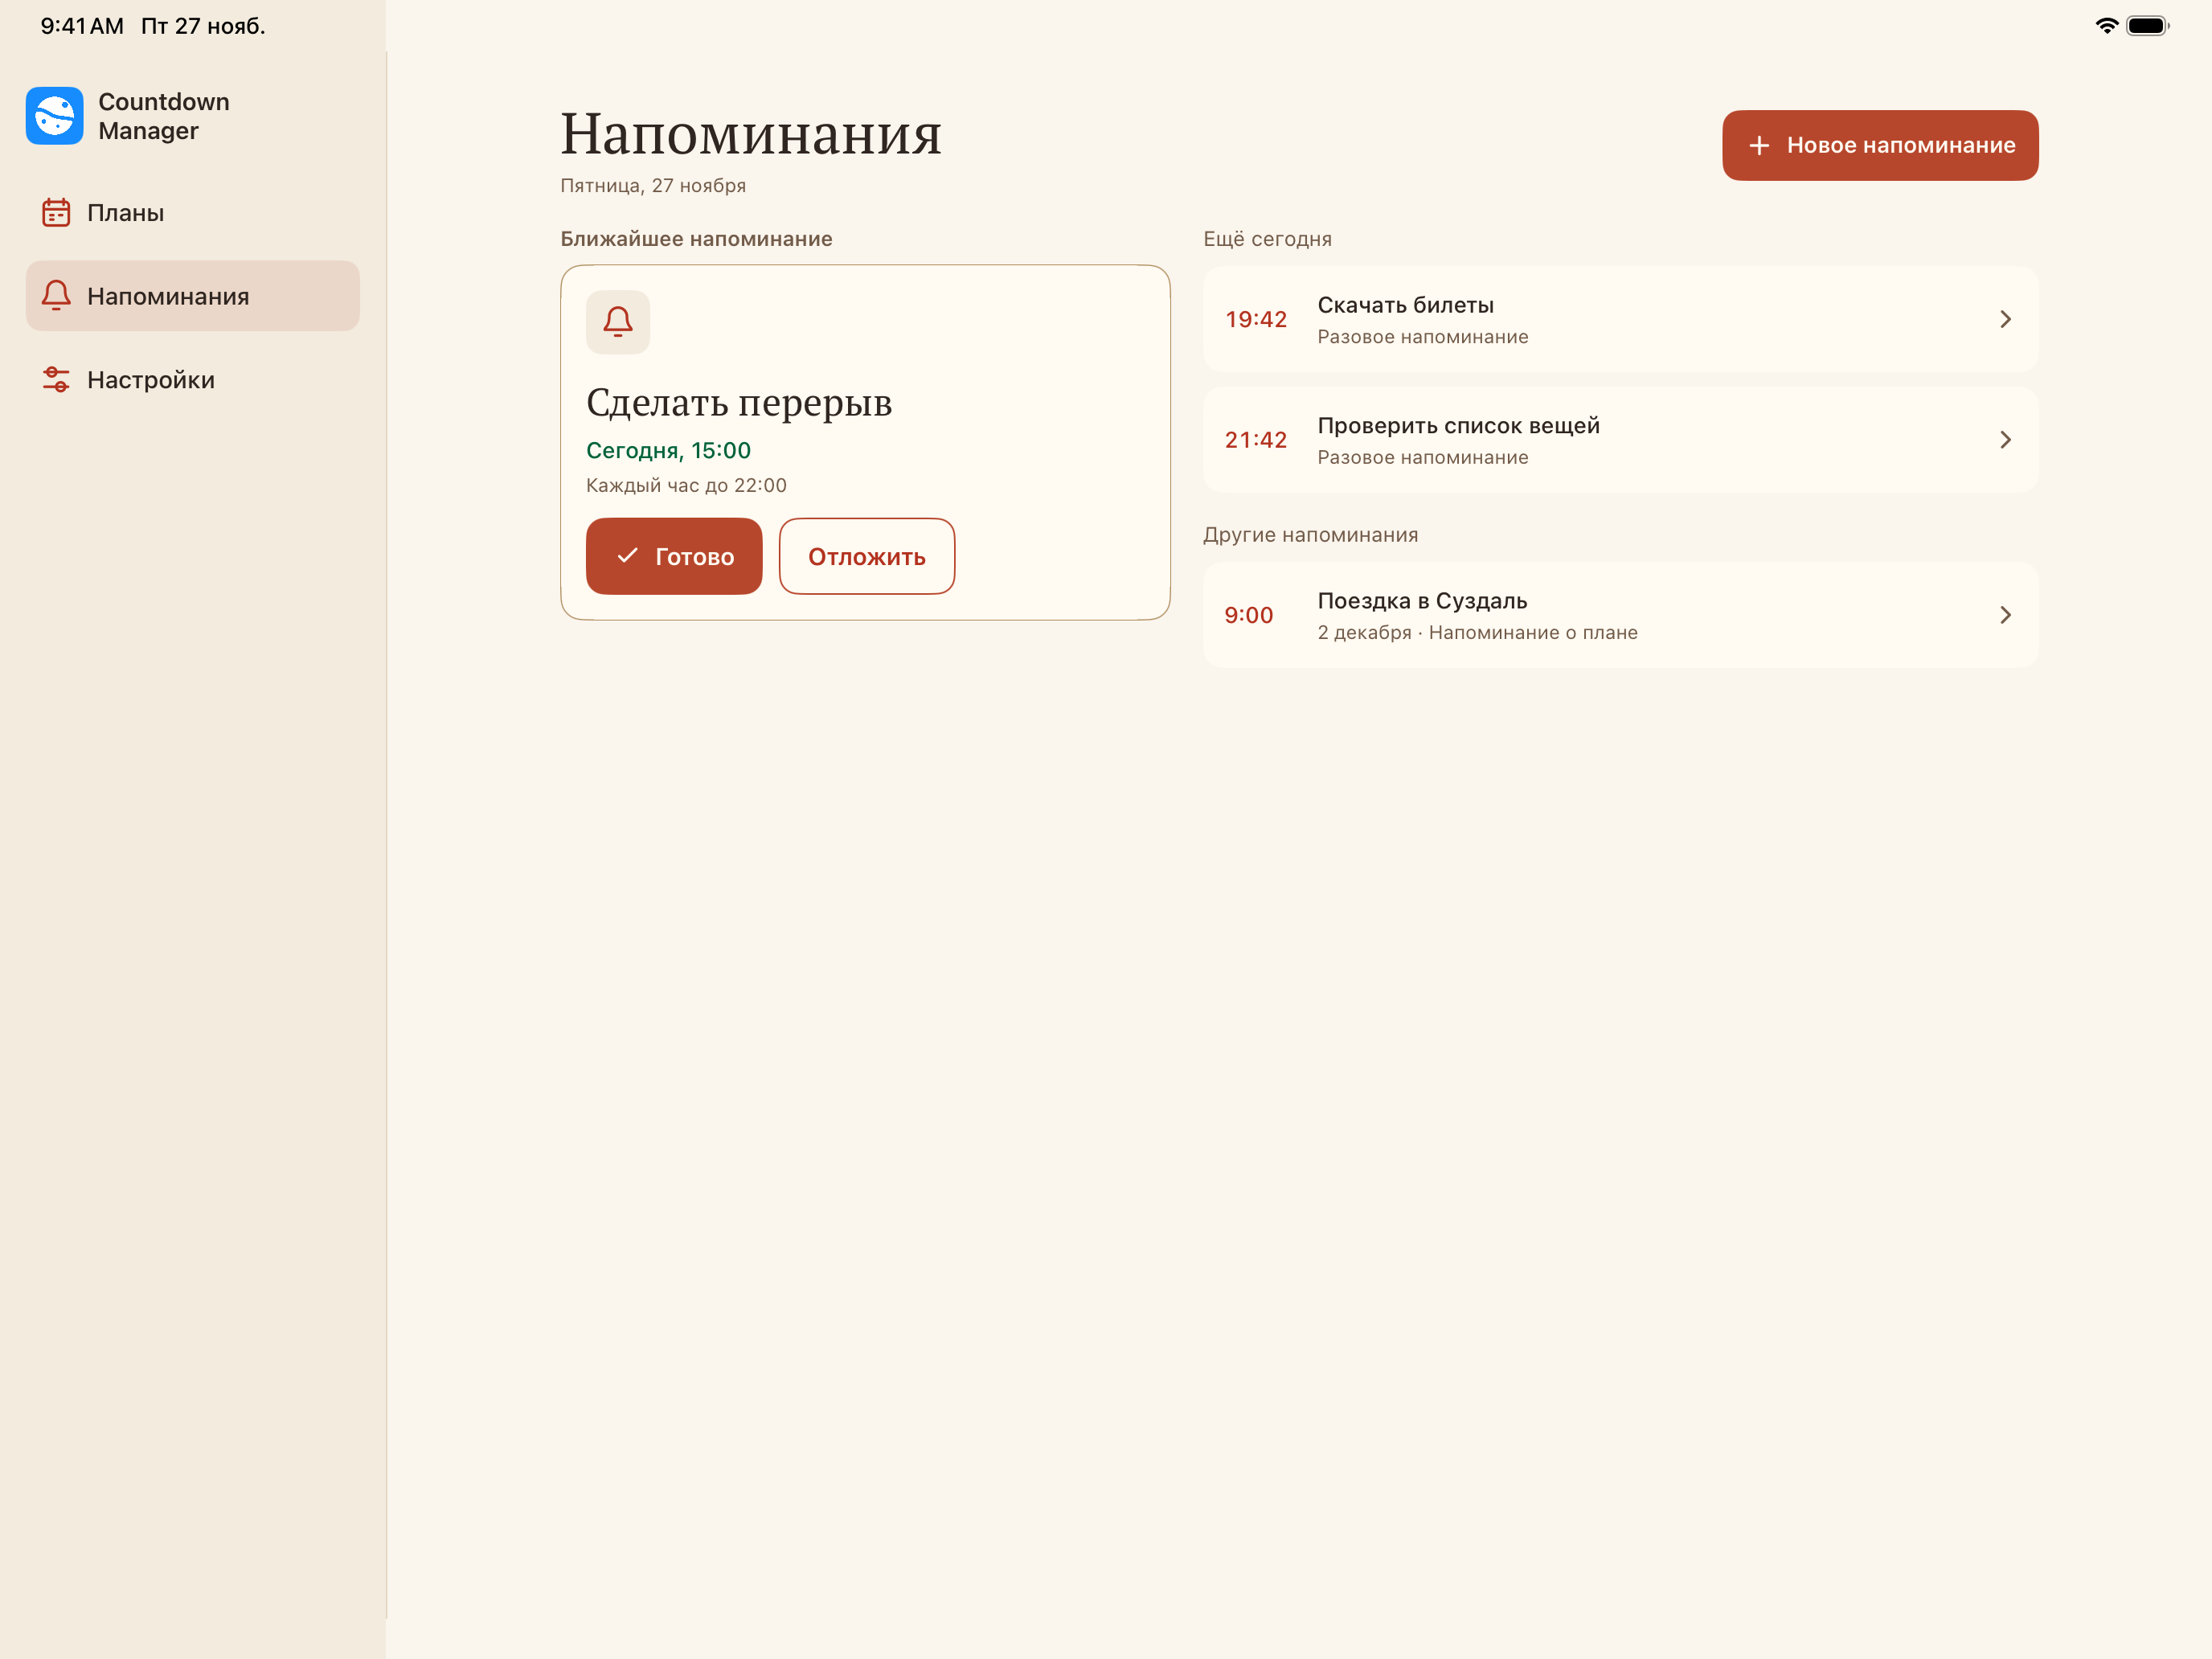 9:41 AM Пт 27 нояб.
Countdown
Manager
Планы
Напоминания
Настройки
Напоминания
Пятница, 27 ноября
Новое напоминание
Ближайшее напоминание
Сделать перерыв
Сегодня, 15:00
Каждый час до 22:00
Готово
Отложить
Ещё сегодня
19:42
Скачать билеты
Разовое напоминание
21:42
Проверить список вещей
Разовое напоминание
Другие напоминания
9:00
Поездка в Суздаль
2 декабря · Напоминание о плане